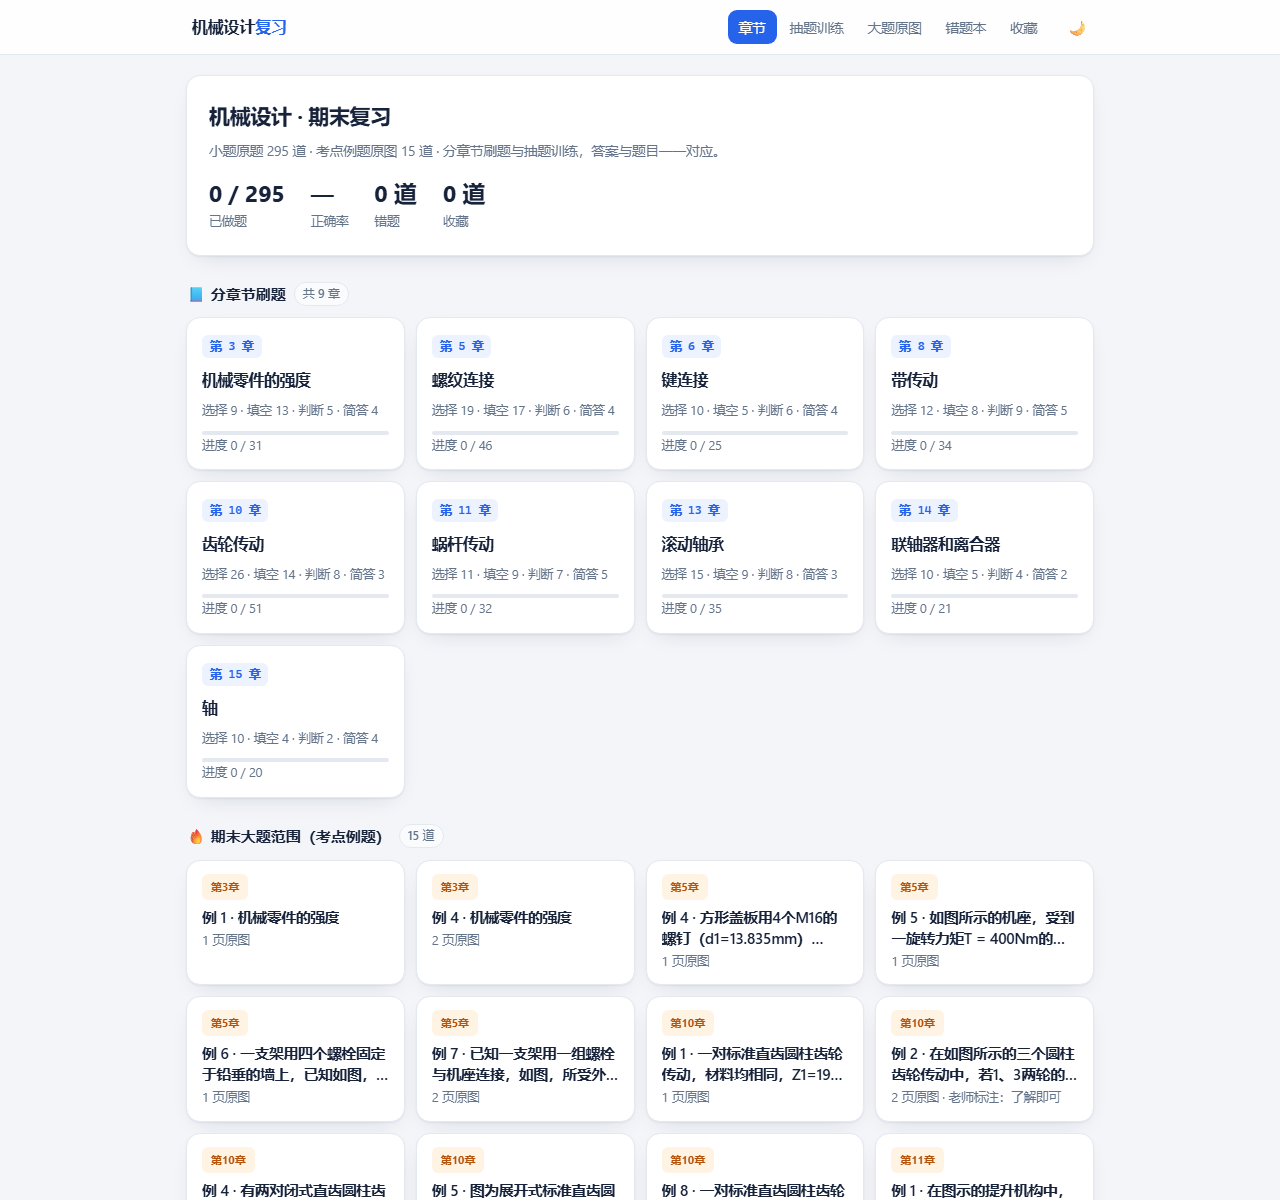 机械设计复习
章节
抽题训练
大题原图
错题本
收藏
机械设计 · 期末复习
小题原题 295 道 · 考点例题原图 15 道 · 分章节刷题与抽题训练，答案与题目一一对应。
0 / 295
—
0 道
0 道
已做题
正确率
错题
收藏
分章节刷题
共 9 章
第 3 章
机械零件的强度
选择 9 · 填空 13 · 判断 5 · 简答 4
进度 0 / 31
第 5 章
螺纹连接
选择 19 · 填空 17 · 判断 6 · 简答 4
进度 0 / 46
第 6 章
键连接
选择 10 · 填空 5 · 判断 6 · 简答 4
进度 0 / 25
第 8 章
带传动
选择 12 · 填空 8 · 判断 9 · 简答 5
进度 0 / 34
第 10 章
齿轮传动
选择 26 · 填空 14 · 判断 8 · 简答 3
进度 0 / 51
第 11 章
蜗杆传动
选择 11 · 填空 9 · 判断 7 · 简答 5
进度 0 / 32
第 13 章
滚动轴承
选择 15 · 填空 9 · 判断 8 · 简答 3
进度 0 / 35
第 14 章
联轴器和离合器
选择 10 · 填空 5 · 判断 4 · 简答 2
进度 0 / 21
第 15 章
轴
选择 10 · 填空 4 · 判断 2 · 简答 4
进度 0 / 20
期末大题范围（考点例题）
15 道
第3章
例 1 · 机械零件的强度
1 页原图
第3章
例 4 · 机械零件的强度
2 页原图
第5章
例 4 · 方形盖板用4个M16的
螺钉（d1=13.835mm）…
1 页原图
第5章
例 5 · 如图所示的机座，受到
一旋转力矩T = 400Nm的…
1 页原图
第5章
例 6 · 一支架用四个螺栓固定
于铅垂的墙上，已知如图，…
1 页原图
第5章
例 7 · 已知一支架用一组螺栓
与机座连接，如图，所受外…
2 页原图
第10章
例 1 · 一对标准直齿圆柱齿轮
传动，材料均相同，Z1=19…
1 页原图
第10章
例 2 · 在如图所示的三个圆柱
齿轮传动中，若1、3两轮的…
2 页原图 · 老师标注：了解即可
第10章
例 4 · 有两对闭式直齿圆柱齿
第10章
例 5 · 图为展开式标准直齿圆
第10章
例 8 · 一对标准直齿圆柱齿轮
第11章
例 1 · 在图示的提升机构中，